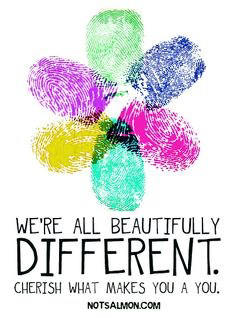 WE'RE ALL BEAUTIFULLY
DIFFERENT.
CHERISH WHAT MAKES YOU A YOU.
NOTSALMON.COM